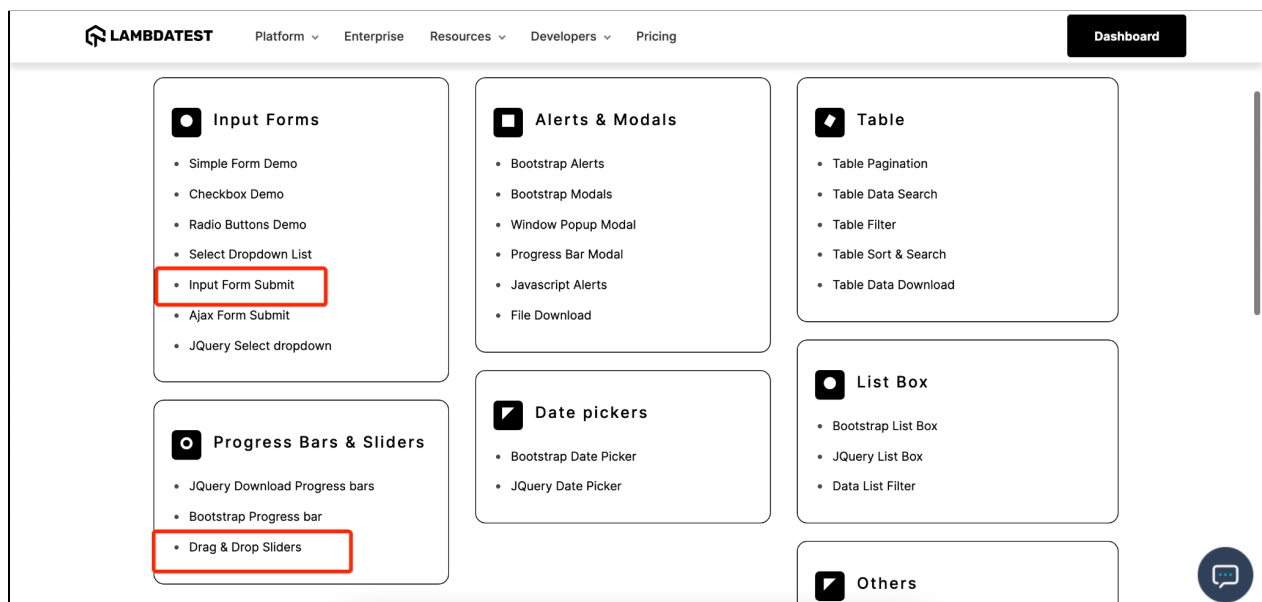 LAMBDATEST Platform Enterprise Resources Developers Pricing Dashboard
Input Forms
Simple Form Demo
Checkbox Demo
Radio Buttons Demo
Select Dropdown List
Input Form Submit
Ajax Form Submit
JQuery Select dropdown
Progress Bars & Sliders
JQuery Download Progress bars
Bootstrap Progress bar
Drag & Drop Sliders
Alerts & Modals
Bootstrap Alerts
Bootstrap Modals
Window Popup Modal
Progress Bar Modal
Javascript Alerts
File Download
Date pickers
Bootstrap Date Picker
JQuery Date Picker
Table
Table Pagination
Table Data Search
Table Filter
Table Sort & Search
Table Data Download
List Box
Bootstrap List Box
JQuery List Box
Data List Filter
Others